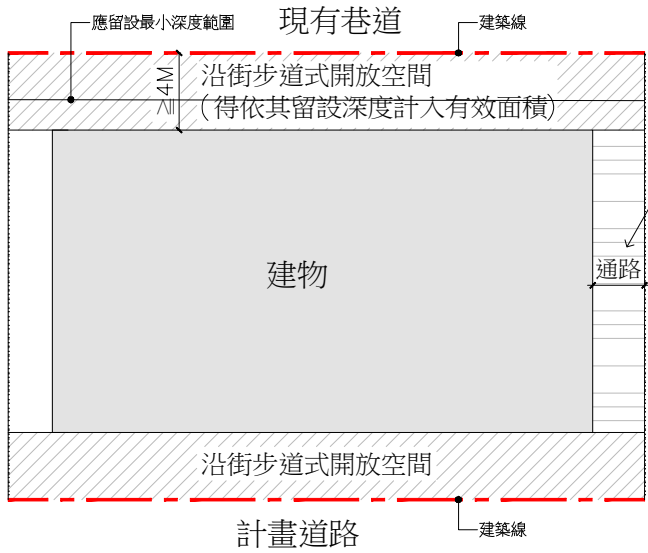 現有巷道
應留設最小深度範圍
建築線
≥4M
沿街步道式開放空間
（得依其留設深度計入有效面積）
建物
通路
沿街步道式開放空間
計畫道路
建築線